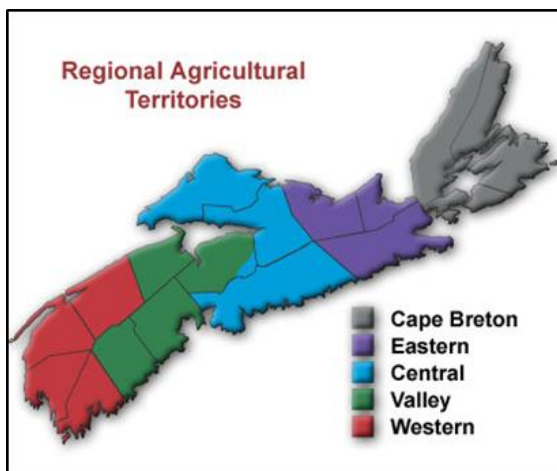 Regional Agricultural
Territories
Cape Breton
Eastern
Central
Valley
Western